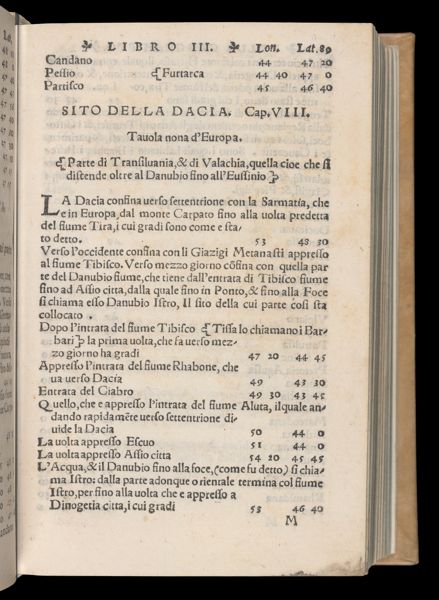 ❧ LIBRO III. ❧ Lon. Lat. 89
Candano 44 47 20
Pessio ⦃Furtarca 44 40 47 0
Partisco 45 46 40
SITO DELLA DACIA. Cap. VIII.
Tauola nona d'Europa.
⦃Parte di Transiluania, & di Valachia, quella cioe che si
distende oltre al Danubio fino all'Eussinio⦄
LA Dacia confina verso settentrione con la Sarmatia, che
e in Europa, dal monte Carpato fino alla uolta predetta
del fiume Tira, i cui gradi sono come e sta-
to detto. 53 48 30
Verso l'occidente confina con li Giazigi Metanasti appresso
al fiume Tibisco. Verso mezzo giorno cõfina con quella par
te del Danubio fiume, che tiene dall'entrata di Tibisco fiume
fino ad Assio citta, dalla quale fino in Ponto, & fino alla Foce
si chiama esso Danubio Istro, Il sito della cui parte cosi sta
collocato.
Dopo l'intrata del fiume Tibisco ⦃Tissa lo chiamano i Bar-
bari⦄ la prima uolta, che fa uerso mez-
zo giorno ha gradi 47 20 44 45
Appresso l'intrata del fiume Rhabone, che
ua uerso Dacia 49 43 30
Entrata del Ciabro 49 30 43 45
Quello, che e appresso l'intrata del fiume Aluta, il quale an-
dando rapidamẽte uerso settentrione di-
uide la Dacia 50 44 0
La uolta appresso Escuo 51 44 0
La uolta appresso Assio citta 54 20 45 45
L'Acqua, & il Danubio fino alla foce, (come fu detto) si chia-
ma Istro: dalla parte adonque o rientale termina col fiume
Istro, per fino alla uolta che e appresso a
Dinogetia citta, i cui gradi 53 46 40
M